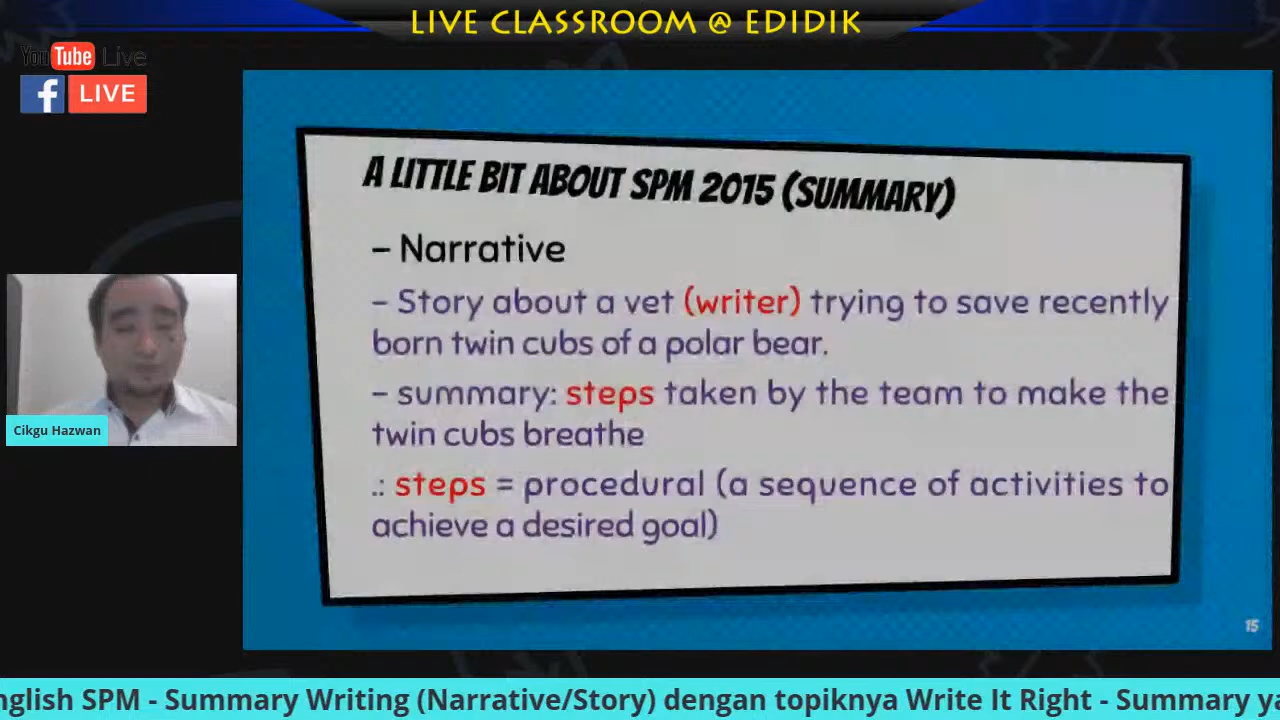 LIVE CLASSROOM @ EDIDIK
YouTube Live
f LIVE
A LITTLE BIT ABOUT SPM 2015 (SUMMARY)
– Narrative
– Story about a vet (writer) trying to save recently
born twin cubs of a polar bear.
– summary: steps taken by the team to make the
twin cubs breathe
.: steps = procedural (a sequence of activities to
achieve a desired goal)
Cikgu Hazwan
15
nglish SPM - Summary Writing (Narrative/Story) dengan topiknya Write It Right - Summary ya